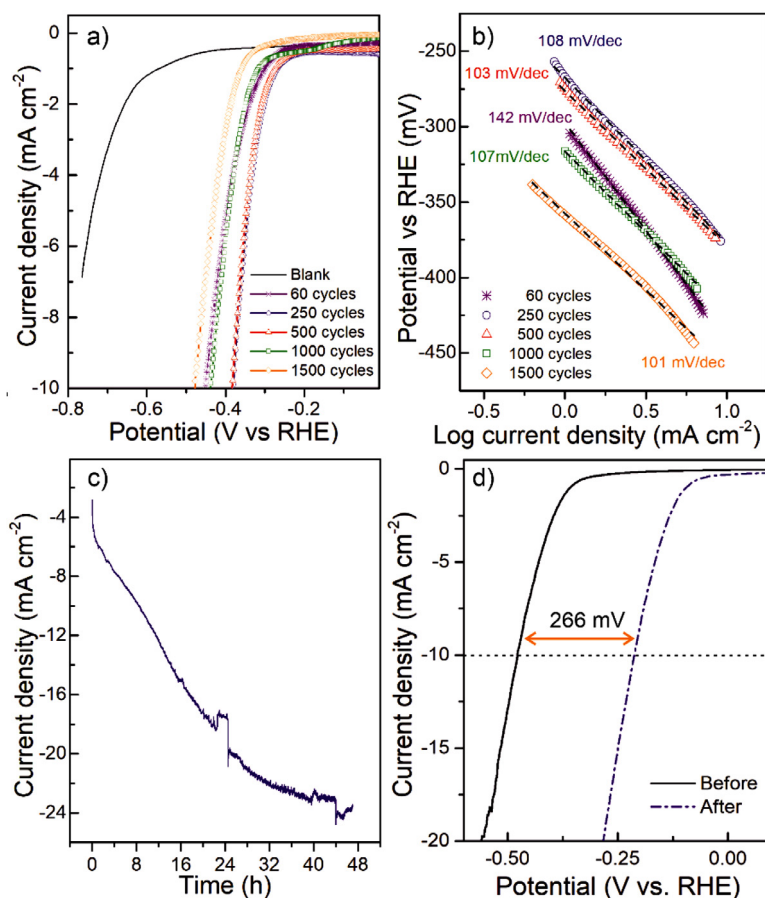 a)
0
-2
-4
-6
-8
-10
Current density (mA cm-2)
Blank
60 cycles
250 cycles
500 cycles
1000 cycles
1500 cycles
-0.8 -0.6 -0.4 -0.2
Potential (V vs RHE)
b)
-250
-300
-350
-400
-450
Potential vs RHE (mV)
108 mV/dec
103 mV/dec
142 mV/dec
107mV/dec
60 cycles
250 cycles
500 cycles
1000 cycles
1500 cycles
101 mV/dec
-0.5 0.0 0.5 1.0
Log current density (mA cm-2)
c)
-4
-8
-12
-16
-20
-24
Current density (mA cm-2)
0 8 16 24 32 40 48
Time (h)
d)
0
-5
-10
-15
-20
Current density (mA cm-2)
266 mV
Before
After
-0.50 -0.25 0.00
Potential (V vs. RHE)